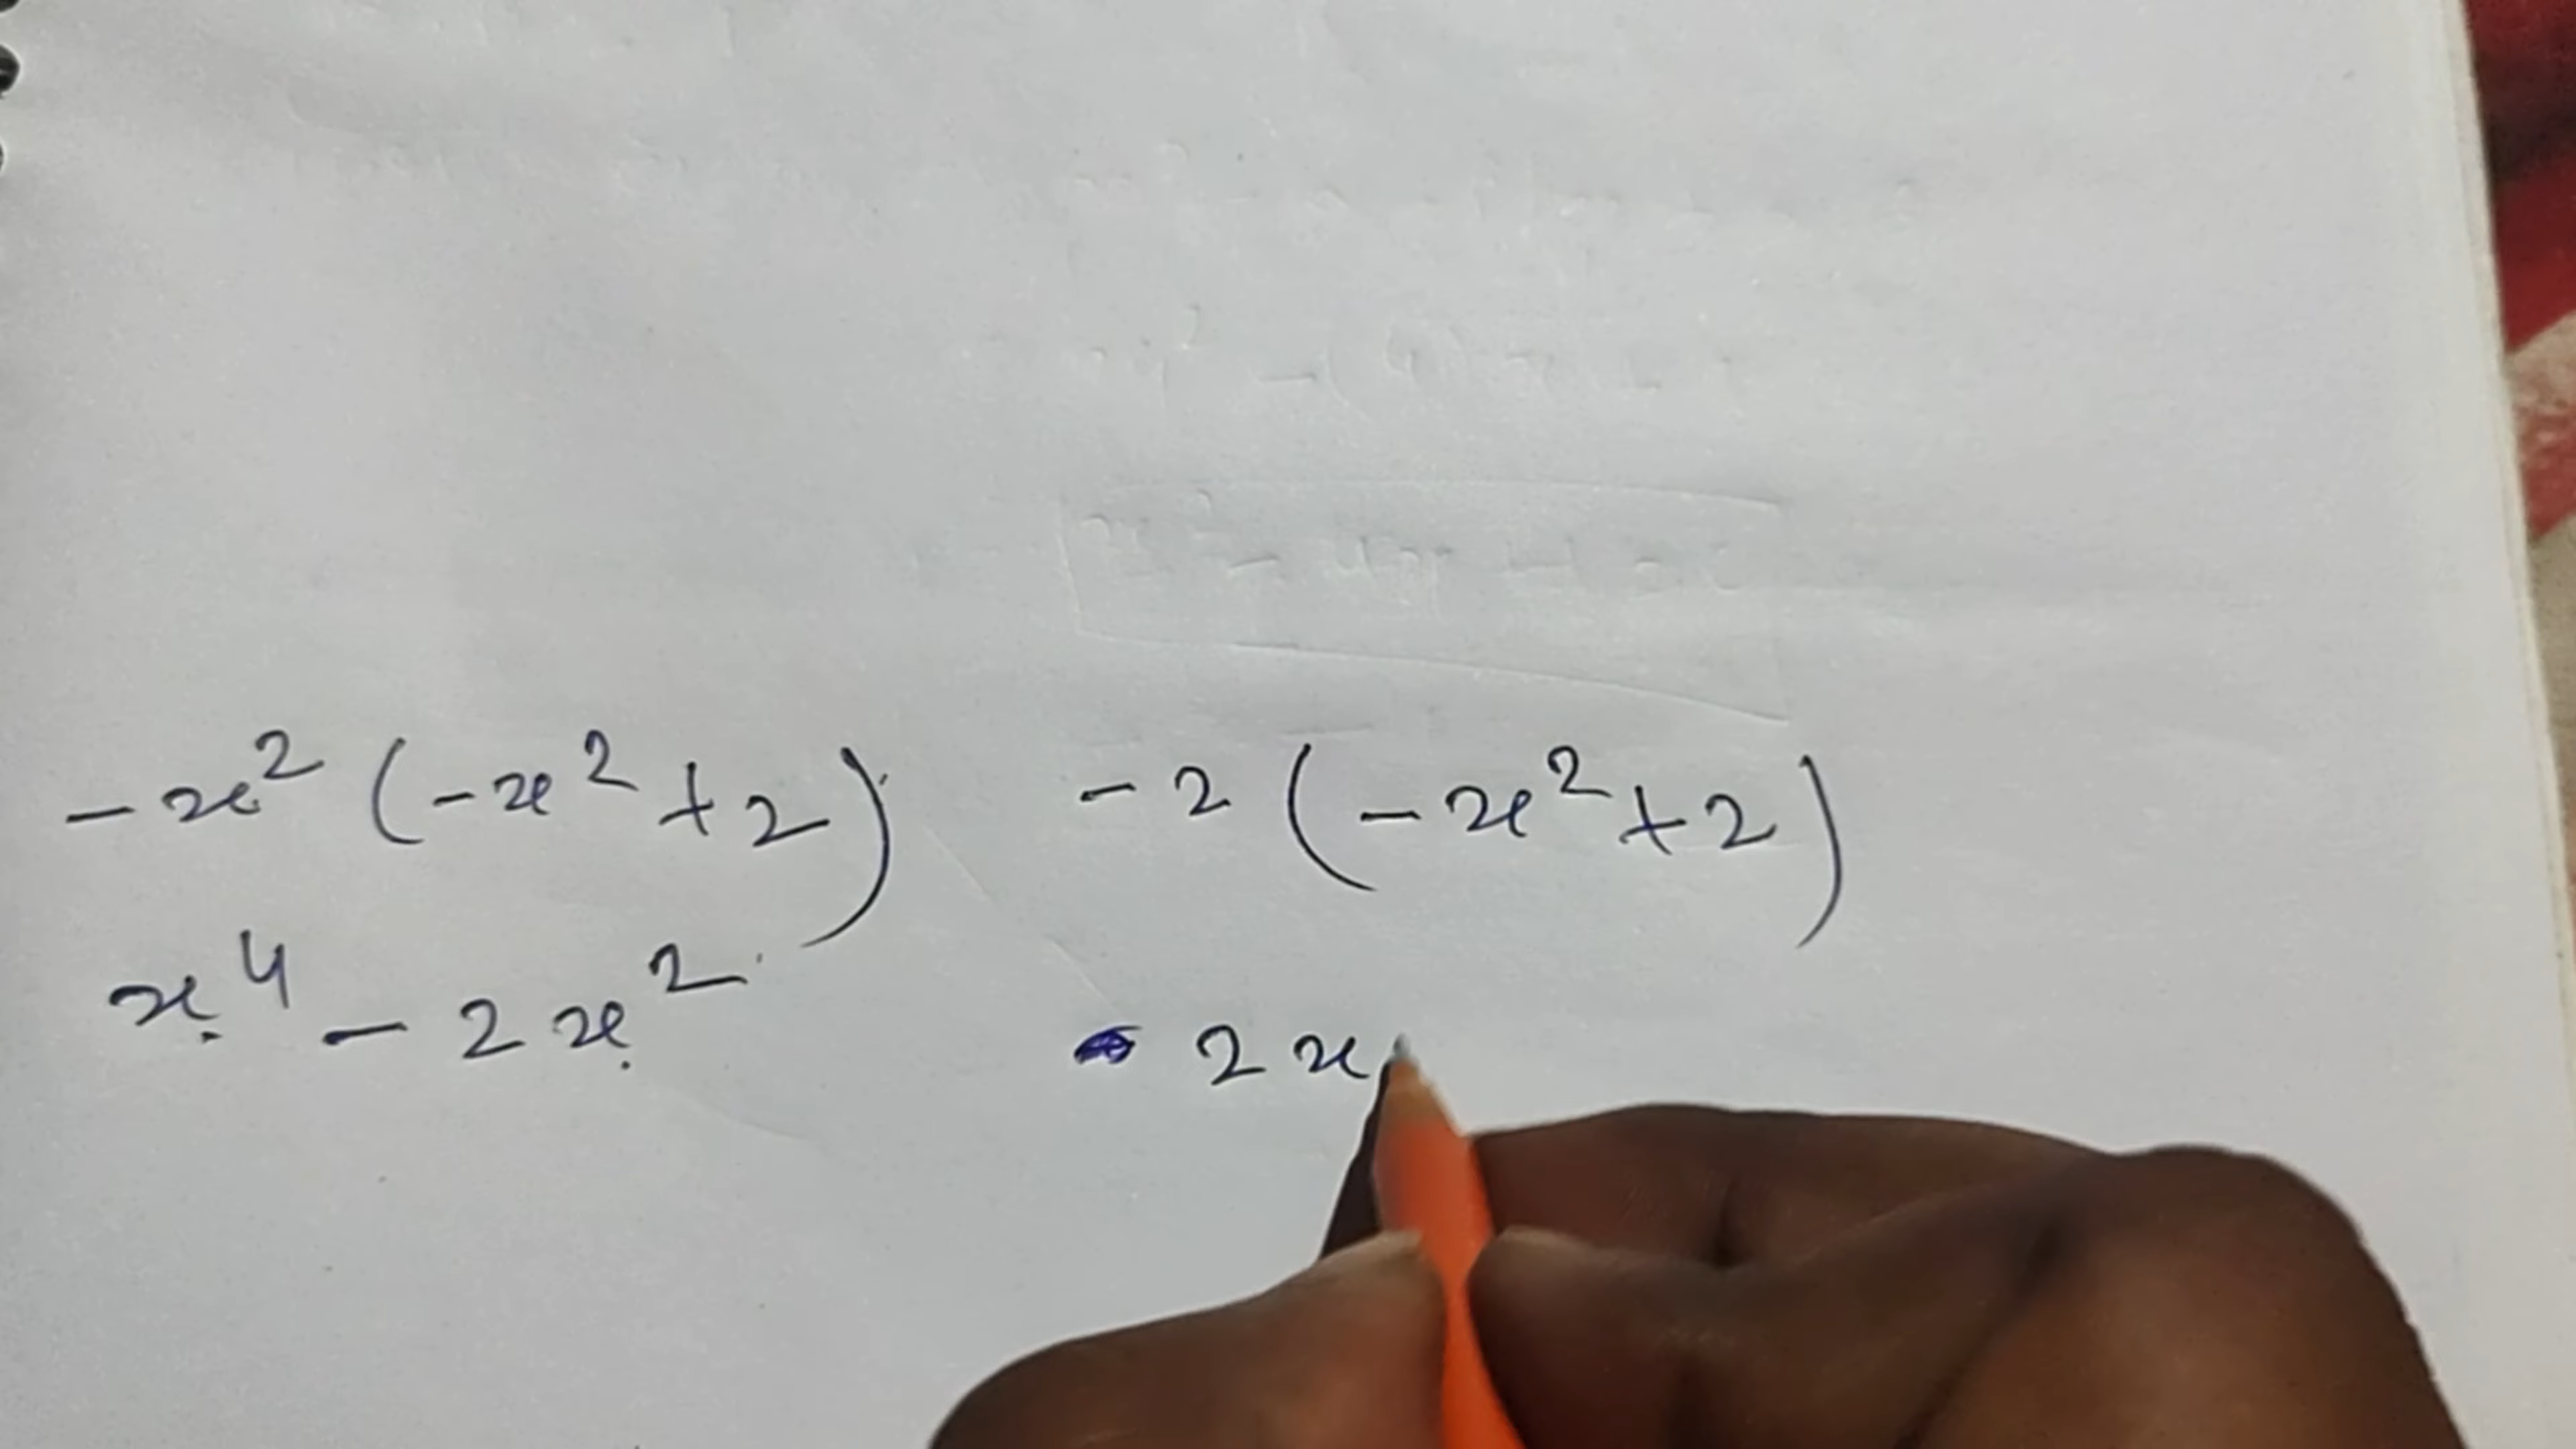 -x² (-x² + 2) -2 (-x² + 2)
x⁴ - 2x² 2x